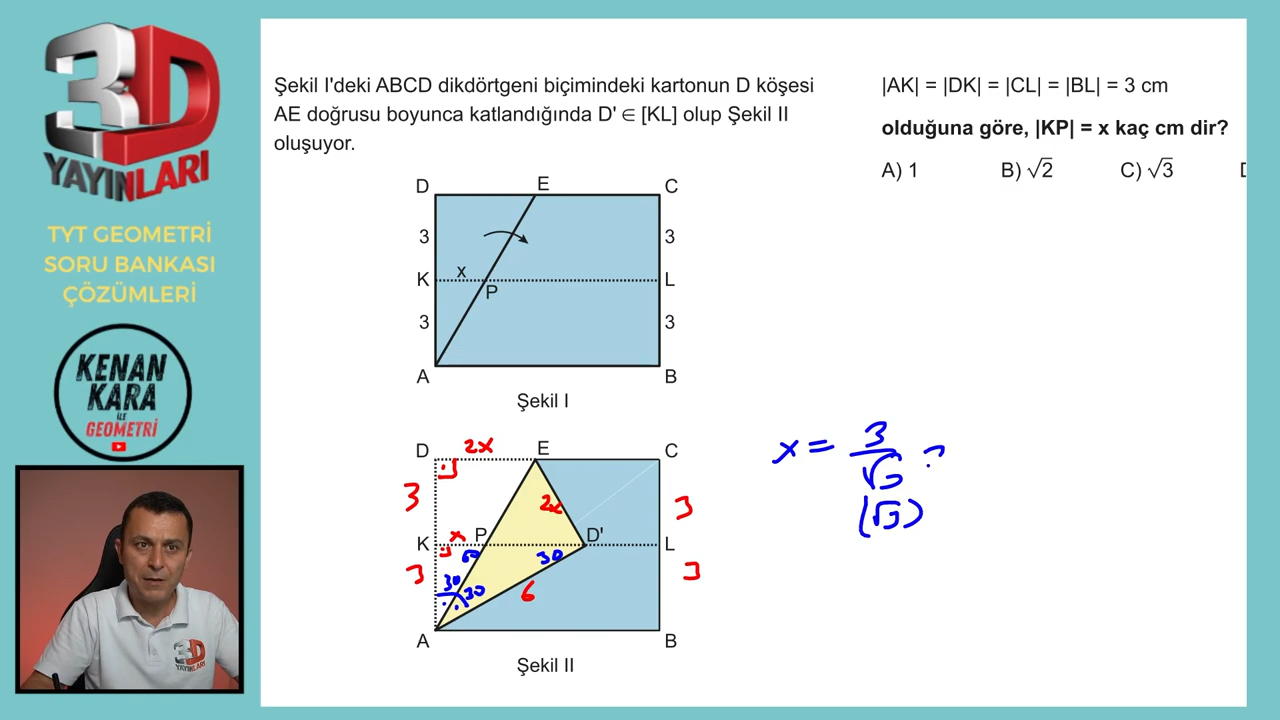 3D
YAYINLARI
TYT GEOMETRİ
SORU BANKASI
ÇÖZÜMLERİ
KENAN
KARA
İLE
GEOMETRİ
3D
YAYINLARI
Şekil I'deki ABCD dikdörtgeni biçimindeki kartonun D köşesi
AE doğrusu boyunca katlandığında D' ∈ [KL] olup Şekil II
oluşuyor.
D E C
3 3
K x P L
3 3
A B
Şekil I
D 2x E C
3 2x 3
K x P D' L
3 30 30 30 6 3
A B
Şekil II
|AK| = |DK| = |CL| = |BL| = 3 cm
olduğuna göre, |KP| = x kaç cm dir?
A) 1 B) √2 C) √3
x = 3
(√3)